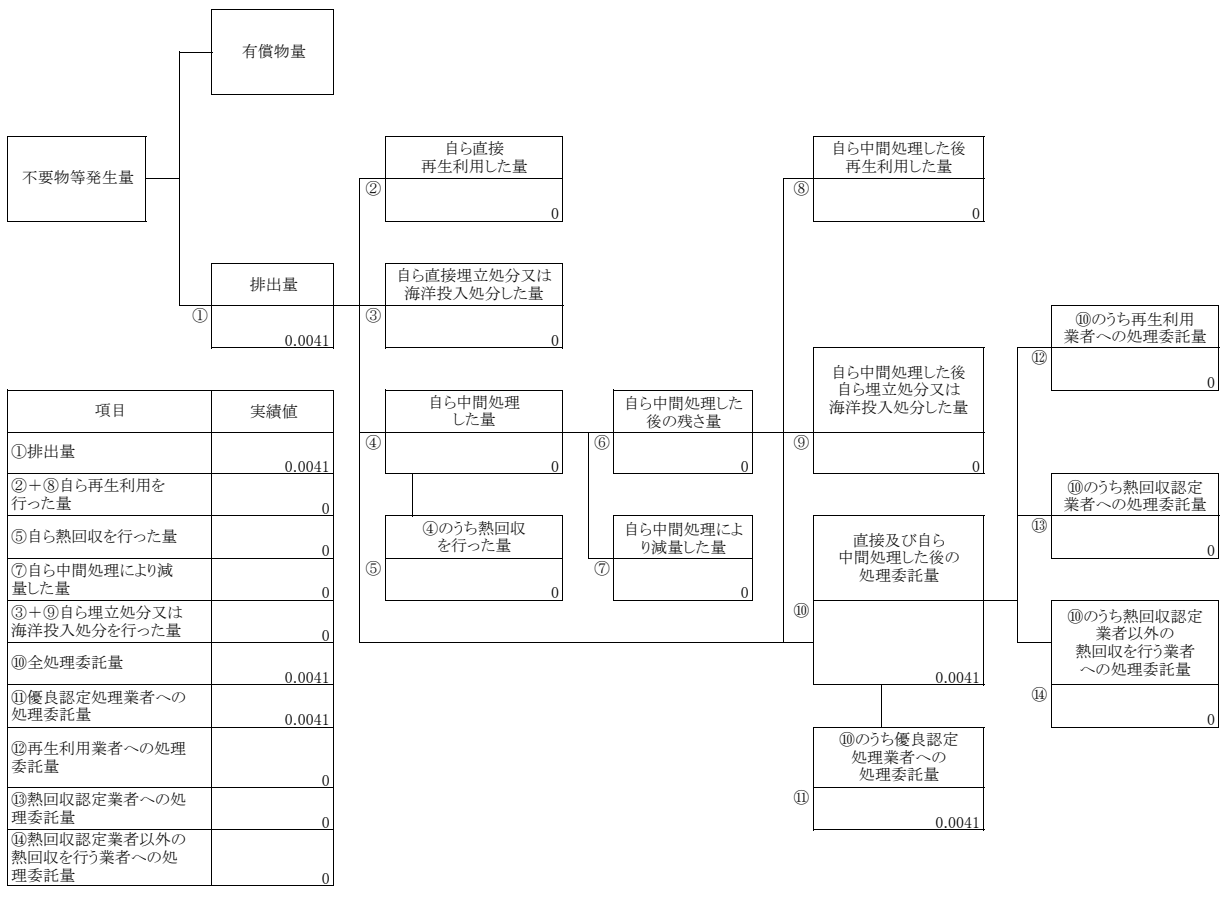 有償物量
不要物等発生量
排出量
①
0.0041
自ら直接
再生利用した量
②
0
自ら直接埋立処分又は
海洋投入処分した量
③
0
自ら中間処理
した量
④
0
④のうち熱回収
を行った量
⑤
0
自ら中間処理した
後の残さ量
⑥
0
自ら中間処理によ
り減量した量
⑦
0
自ら中間処理した後
再生利用した量
⑧
0
自ら中間処理した後
自ら埋立処分又は
海洋投入処分した量
⑨
0
直接及び自ら
中間処理した後の
処理委託量
⑩
0.0041
⑩のうち優良認定
処理業者への
処理委託量
⑪
0.0041
⑩のうち再生利用
業者への処理委託量
⑫
0
⑩のうち熱回収認定
業者への処理委託量
⑬
0
⑩のうち熱回収認定
業者以外の
熱回収を行う業者
への処理委託量
⑭
0
項目 実績値
①排出量
0.0041
②＋⑧自ら再生利用を
行った量
0
⑤自ら熱回収を行った量
0
⑦自ら中間処理により減
量した量
0
③＋⑨自ら埋立処分又は
海洋投入処分を行った量
0
⑩全処理委託量
0.0041
⑪優良認定処理業者への
処理委託量
0.0041
⑫再生利用業者への処理
委託量
0
⑬熱回収認定業者への処
理委託量
0
⑭熱回収認定業者以外の
熱回収を行う業者への処
理委託量
0